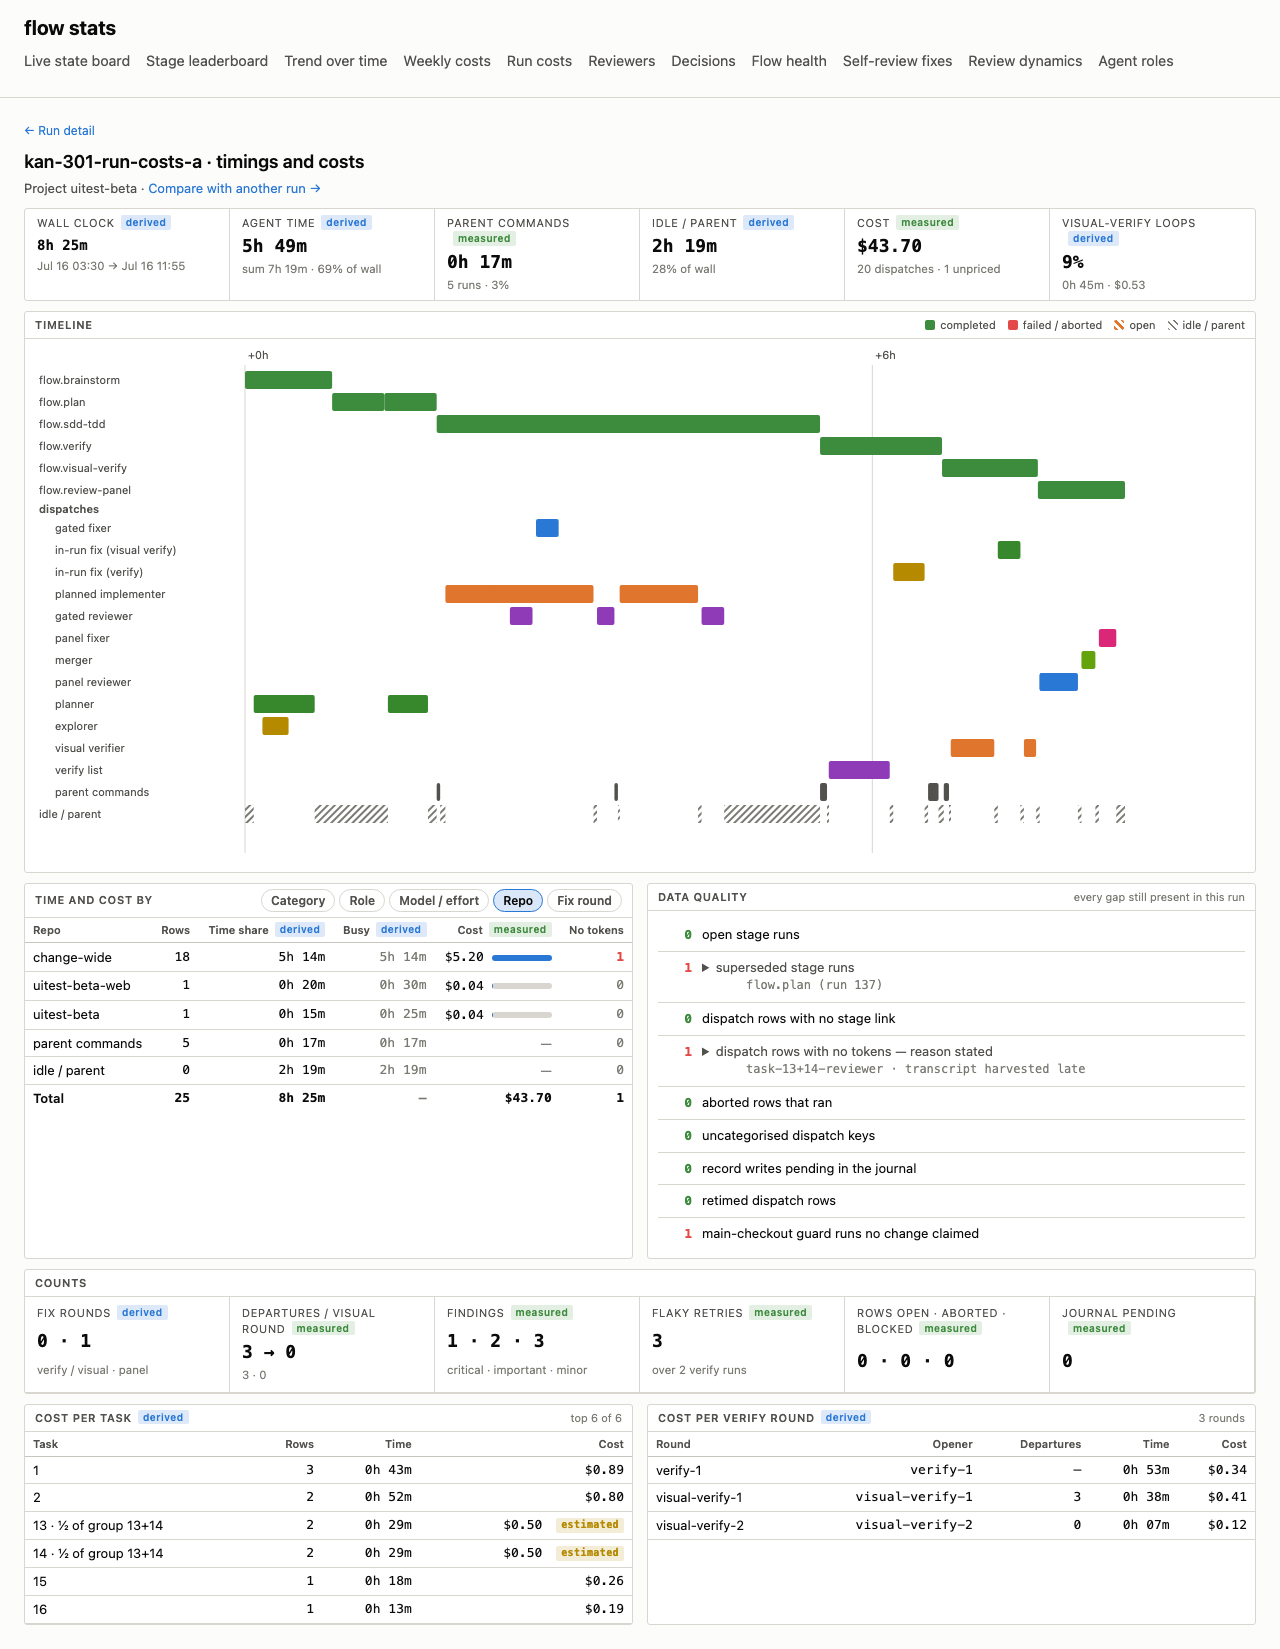 flow stats
Live state board Stage leaderboard Trend over time Weekly costs Run costs Reviewers Decisions Flow health Self-review fixes Review dynamics Agent roles
← Run detail
kan-301-run-costs-a · timings and costs
Project uitest-beta · Compare with another run →
WALL CLOCK derived
8h 25m
Jul 16 03:30 → Jul 16 11:55
AGENT TIME derived
5h 49m
sum 7h 19m · 69% of wall
PARENT COMMANDS
measured
0h 17m
5 runs · 3%
IDLE / PARENT derived
2h 19m
28% of wall
COST measured
$43.70
20 dispatches · 1 unpriced
VISUAL-VERIFY LOOPS
derived
9%
0h 45m · $0.53
TIMELINE completed failed / aborted open idle / parent
+0h +6h
flow.brainstorm
flow.plan
flow.sdd-tdd
flow.verify
flow.visual-verify
flow.review-panel
dispatches
gated fixer
in-run fix (visual verify)
in-run fix (verify)
planned implementer
gated reviewer
panel fixer
merger
panel reviewer
planner
explorer
visual verifier
verify list
parent commands
idle / parent
TIME AND COST BY Category Role Model / effort Repo Fix round
Repo Rows Time share derived Busy derived Cost measured No tokens
change-wide 18 5h 14m 5h 14m $5.20 1
uitest-beta-web 1 0h 20m 0h 30m $0.04 0
uitest-beta 1 0h 15m 0h 25m $0.04 0
parent commands 5 0h 17m 0h 17m — 0
idle / parent 0 2h 19m 2h 19m — 0
Total 25 8h 25m — $43.70 1
DATA QUALITY every gap still present in this run
0 open stage runs
1 ▶ superseded stage runs
flow.plan (run 137)
0 dispatch rows with no stage link
1 ▶ dispatch rows with no tokens — reason stated
task-13+14-reviewer · transcript harvested late
0 aborted rows that ran
0 uncategorised dispatch keys
0 record writes pending in the journal
0 retimed dispatch rows
1 main-checkout guard runs no change claimed
COUNTS
FIX ROUNDS derived
0 · 1
verify / visual · panel
DEPARTURES / VISUAL
ROUND measured
3 → 0
3 · 0
FINDINGS measured
1 · 2 · 3
critical · important · minor
FLAKY RETRIES measured
3
over 2 verify runs
ROWS OPEN · ABORTED ·
BLOCKED measured
0 · 0 · 0
JOURNAL PENDING
measured
0
COST PER TASK derived top 6 of 6
Task Rows Time Cost
1 3 0h 43m $0.89
2 2 0h 52m $0.80
13 · ½ of group 13+14 2 0h 29m $0.50 estimated
14 · ½ of group 13+14 2 0h 29m $0.50 estimated
15 1 0h 18m $0.26
16 1 0h 13m $0.19
COST PER VERIFY ROUND derived 3 rounds
Round Opener Departures Time Cost
verify-1 verify-1 — 0h 53m $0.34
visual-verify-1 visual-verify-1 3 0h 38m $0.41
visual-verify-2 visual-verify-2 0 0h 07m $0.12